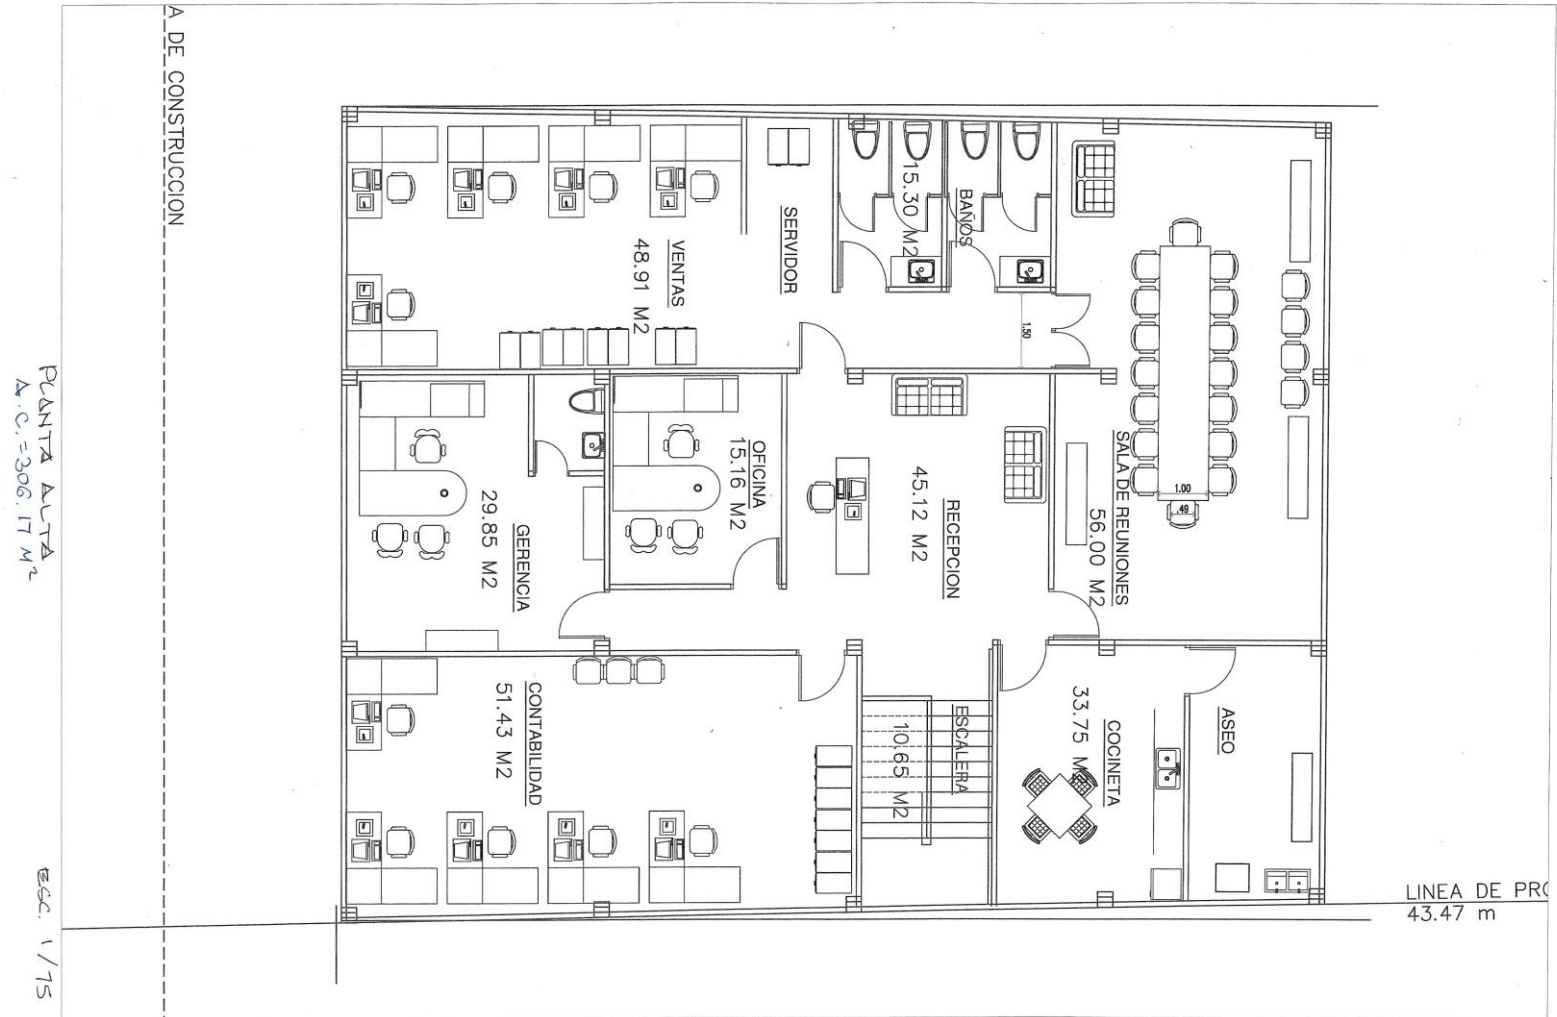 A DE CONSTRUCCION
SERVIDOR
VENTAS
48.91 M2
BAÑOS
15.30 M2
1.50
1.00
.49
SALA DE REUNIONES
56.00 M2
RECEPCION
45.12 M2
OFICINA
15.16 M2
GERENCIA
29.85 M2
CONTABILIDAD
51.43 M2
ESCALERA
10.65 M2
COCINETA
33.75 M2
ASEO
LINEA DE PRO
43.47 m
PLANTA ALTA
A.C.=306.17 M2
ESC. 1/75